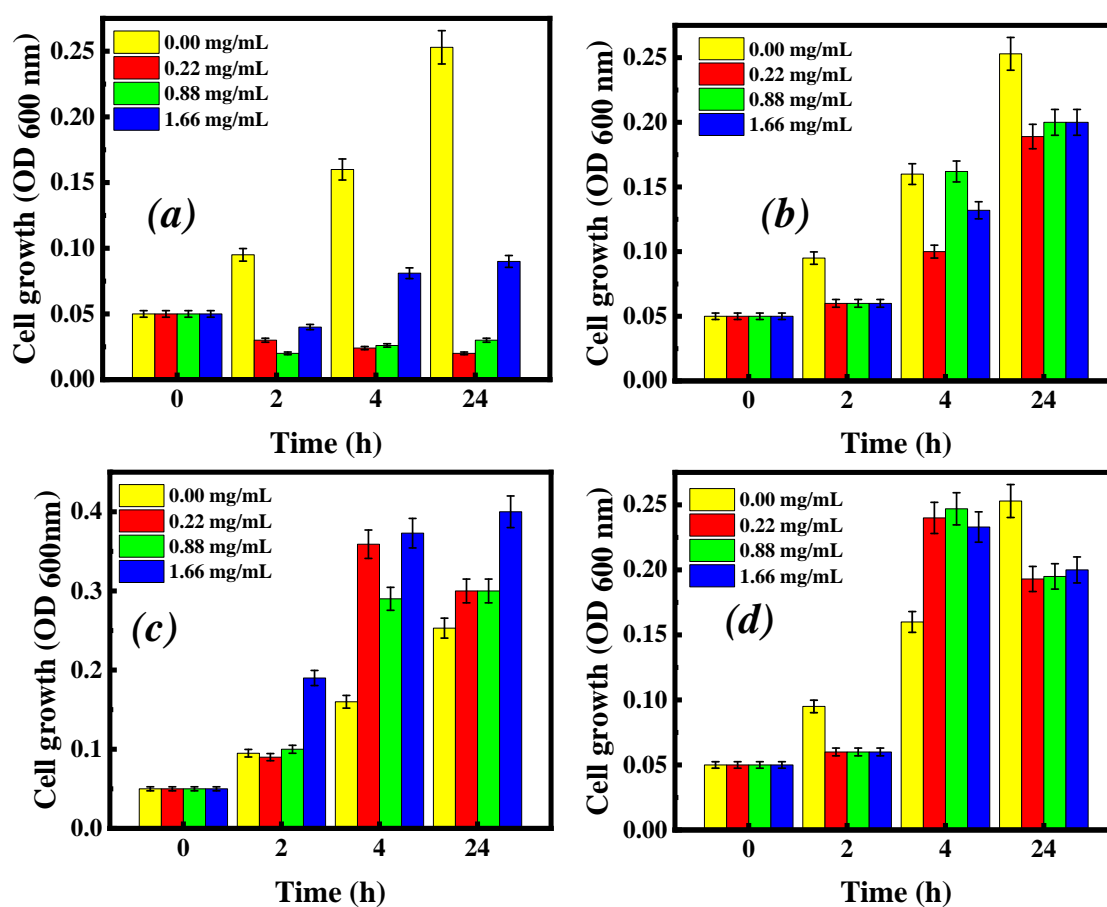 Cell growth (OD 600 nm)
0.25
0.20
0.15
0.10
0.05
0.00
0.00 mg/mL
0.22 mg/mL
0.88 mg/mL
1.66 mg/mL
(a)
0 2 4 24
Time (h)
Cell growth (OD 600 nm)
0.25
0.20
0.15
0.10
0.05
0.00
0.00 mg/mL
0.22 mg/mL
0.88 mg/mL
1.66 mg/mL
(b)
0 2 4 24
Time (h)
Cell growth (OD 600nm)
0.4
0.3
0.2
0.1
0.0
0.00 mg/mL
0.22 mg/mL
0.88 mg/mL
1.66 mg/mL
(c)
0 2 4 24
Time (h)
Cell growth (OD 600 nm)
0.25
0.20
0.15
0.10
0.05
0.00
0.00 mg/mL
0.22 mg/mL
0.88 mg/mL
1.66 mg/mL
(d)
0 2 4 24
Time (h)